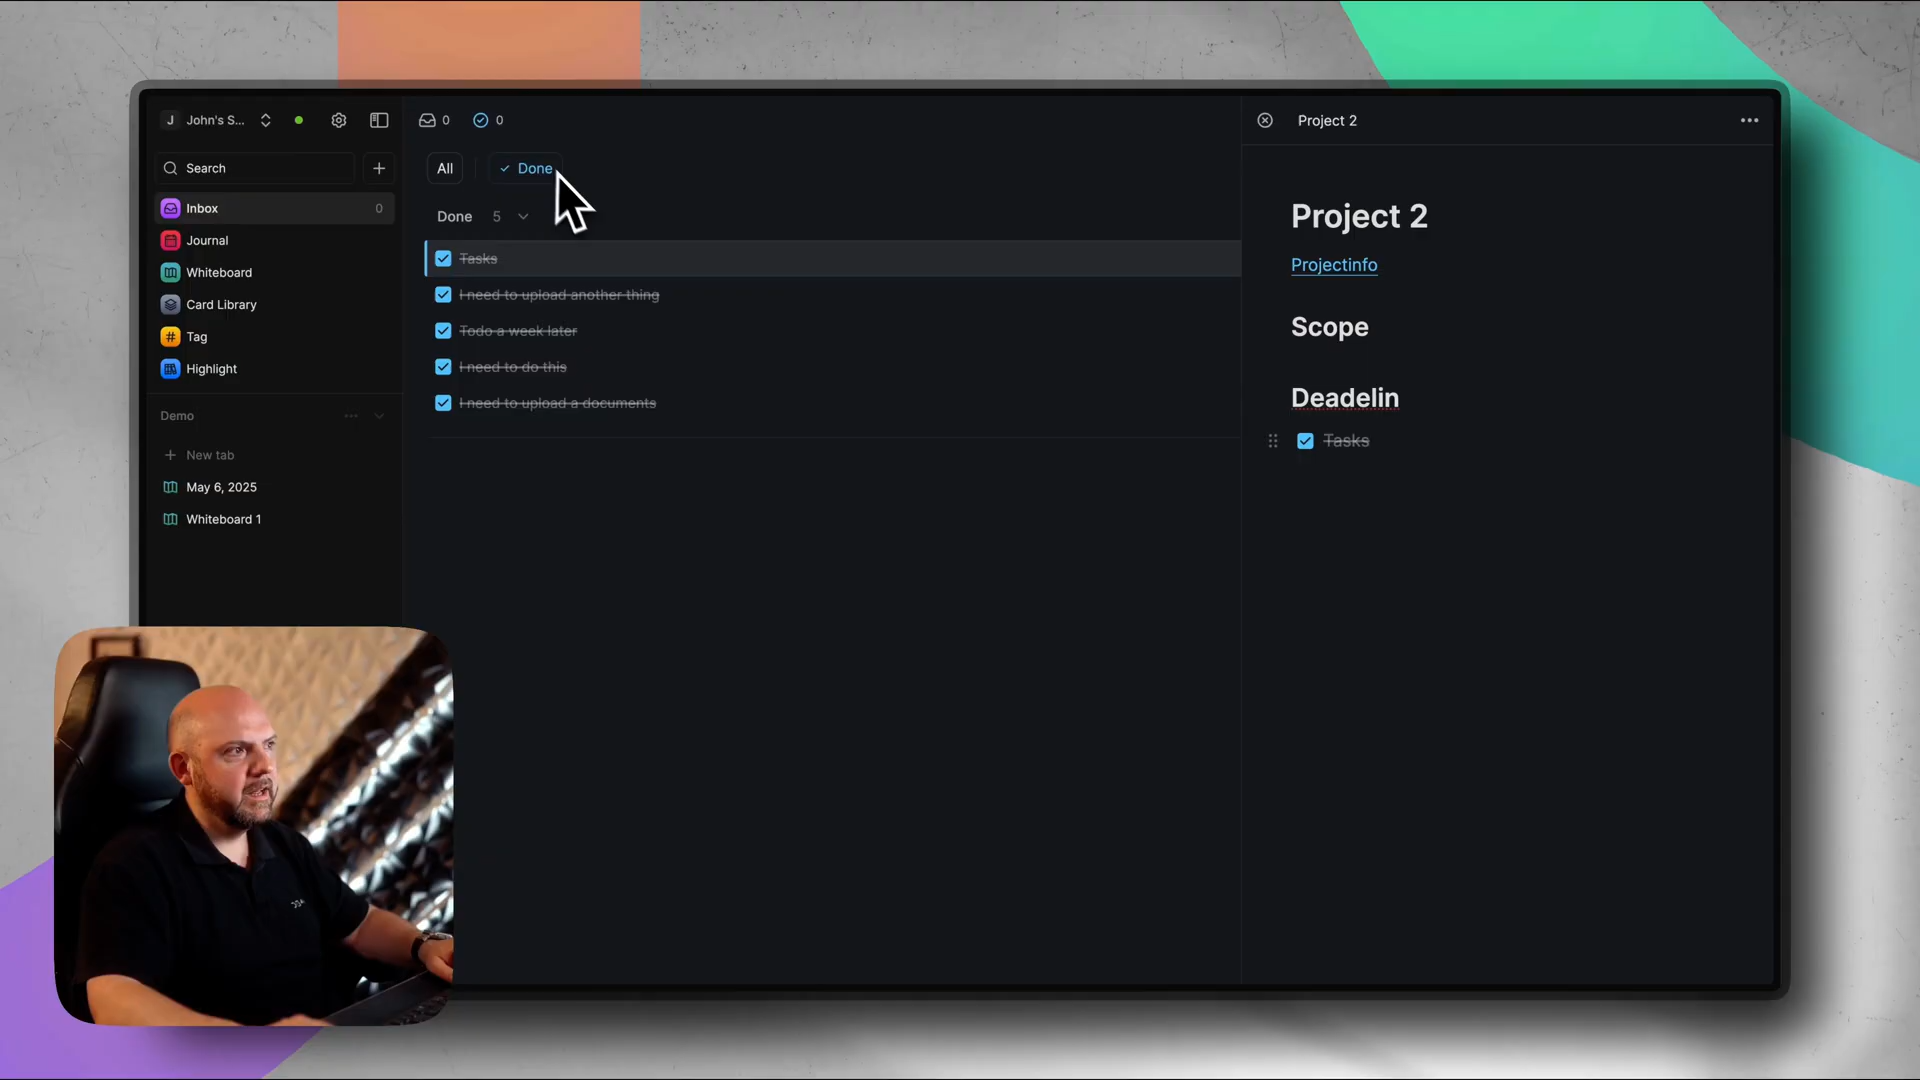 J John's S...
Search
Inbox 0
Journal
Whiteboard
Card Library
Tag
Highlight
Demo
New tab
May 6, 2025
Whiteboard 1
0 0
All Done
Done 5
Tasks
I need to upload another thing
Todo a week later
I need to do this
I need to upload a documents
Project 2
Project 2
Projectinfo
Scope
Deadelin
Tasks